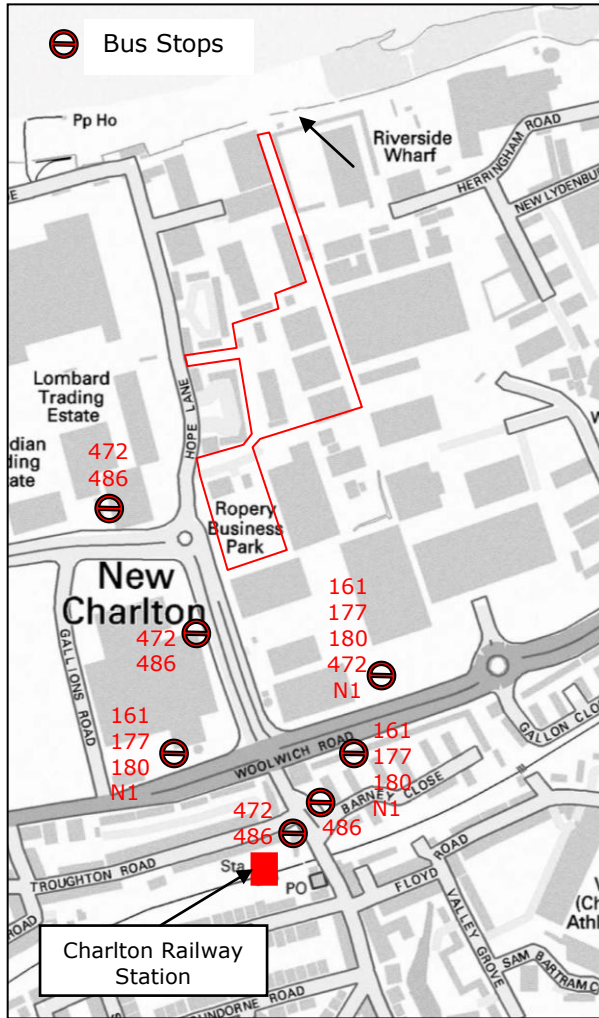 Bus Stops
Pp Ho
Riverside
Wharf
HERRINGHAM ROAD
NEW LYDENBUR
Lombard
Trading
Estate
HOPE LANE
dian
ding
ate
472
486
Ropery
Business
Park
New
Charlton
GALLIONS ROAD
472
486
161
177
180
472
N1
W
161
177
180
N1
WOOLWICH ROAD
161
177
180
N1
GALLON CLO
BARNEY CLOSE
472
486
486
TROUGHTON ROAD
Sta
PO
FLOYD ROAD
VALLEY GROVE
(Ch
Athl
SAM BARTRAM C
ROAD
Charlton Railway
Station
UNDORNE ROAD